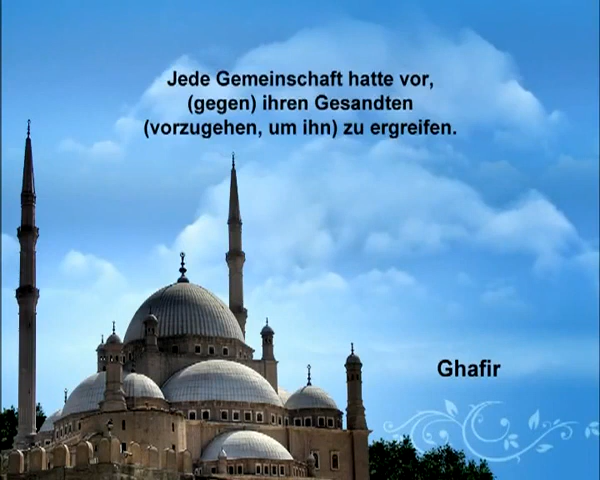 Jede Gemeinschaft hatte vor,
(gegen) ihren Gesandten
(vorzugehen, um ihn) zu ergreifen.
Ghafir